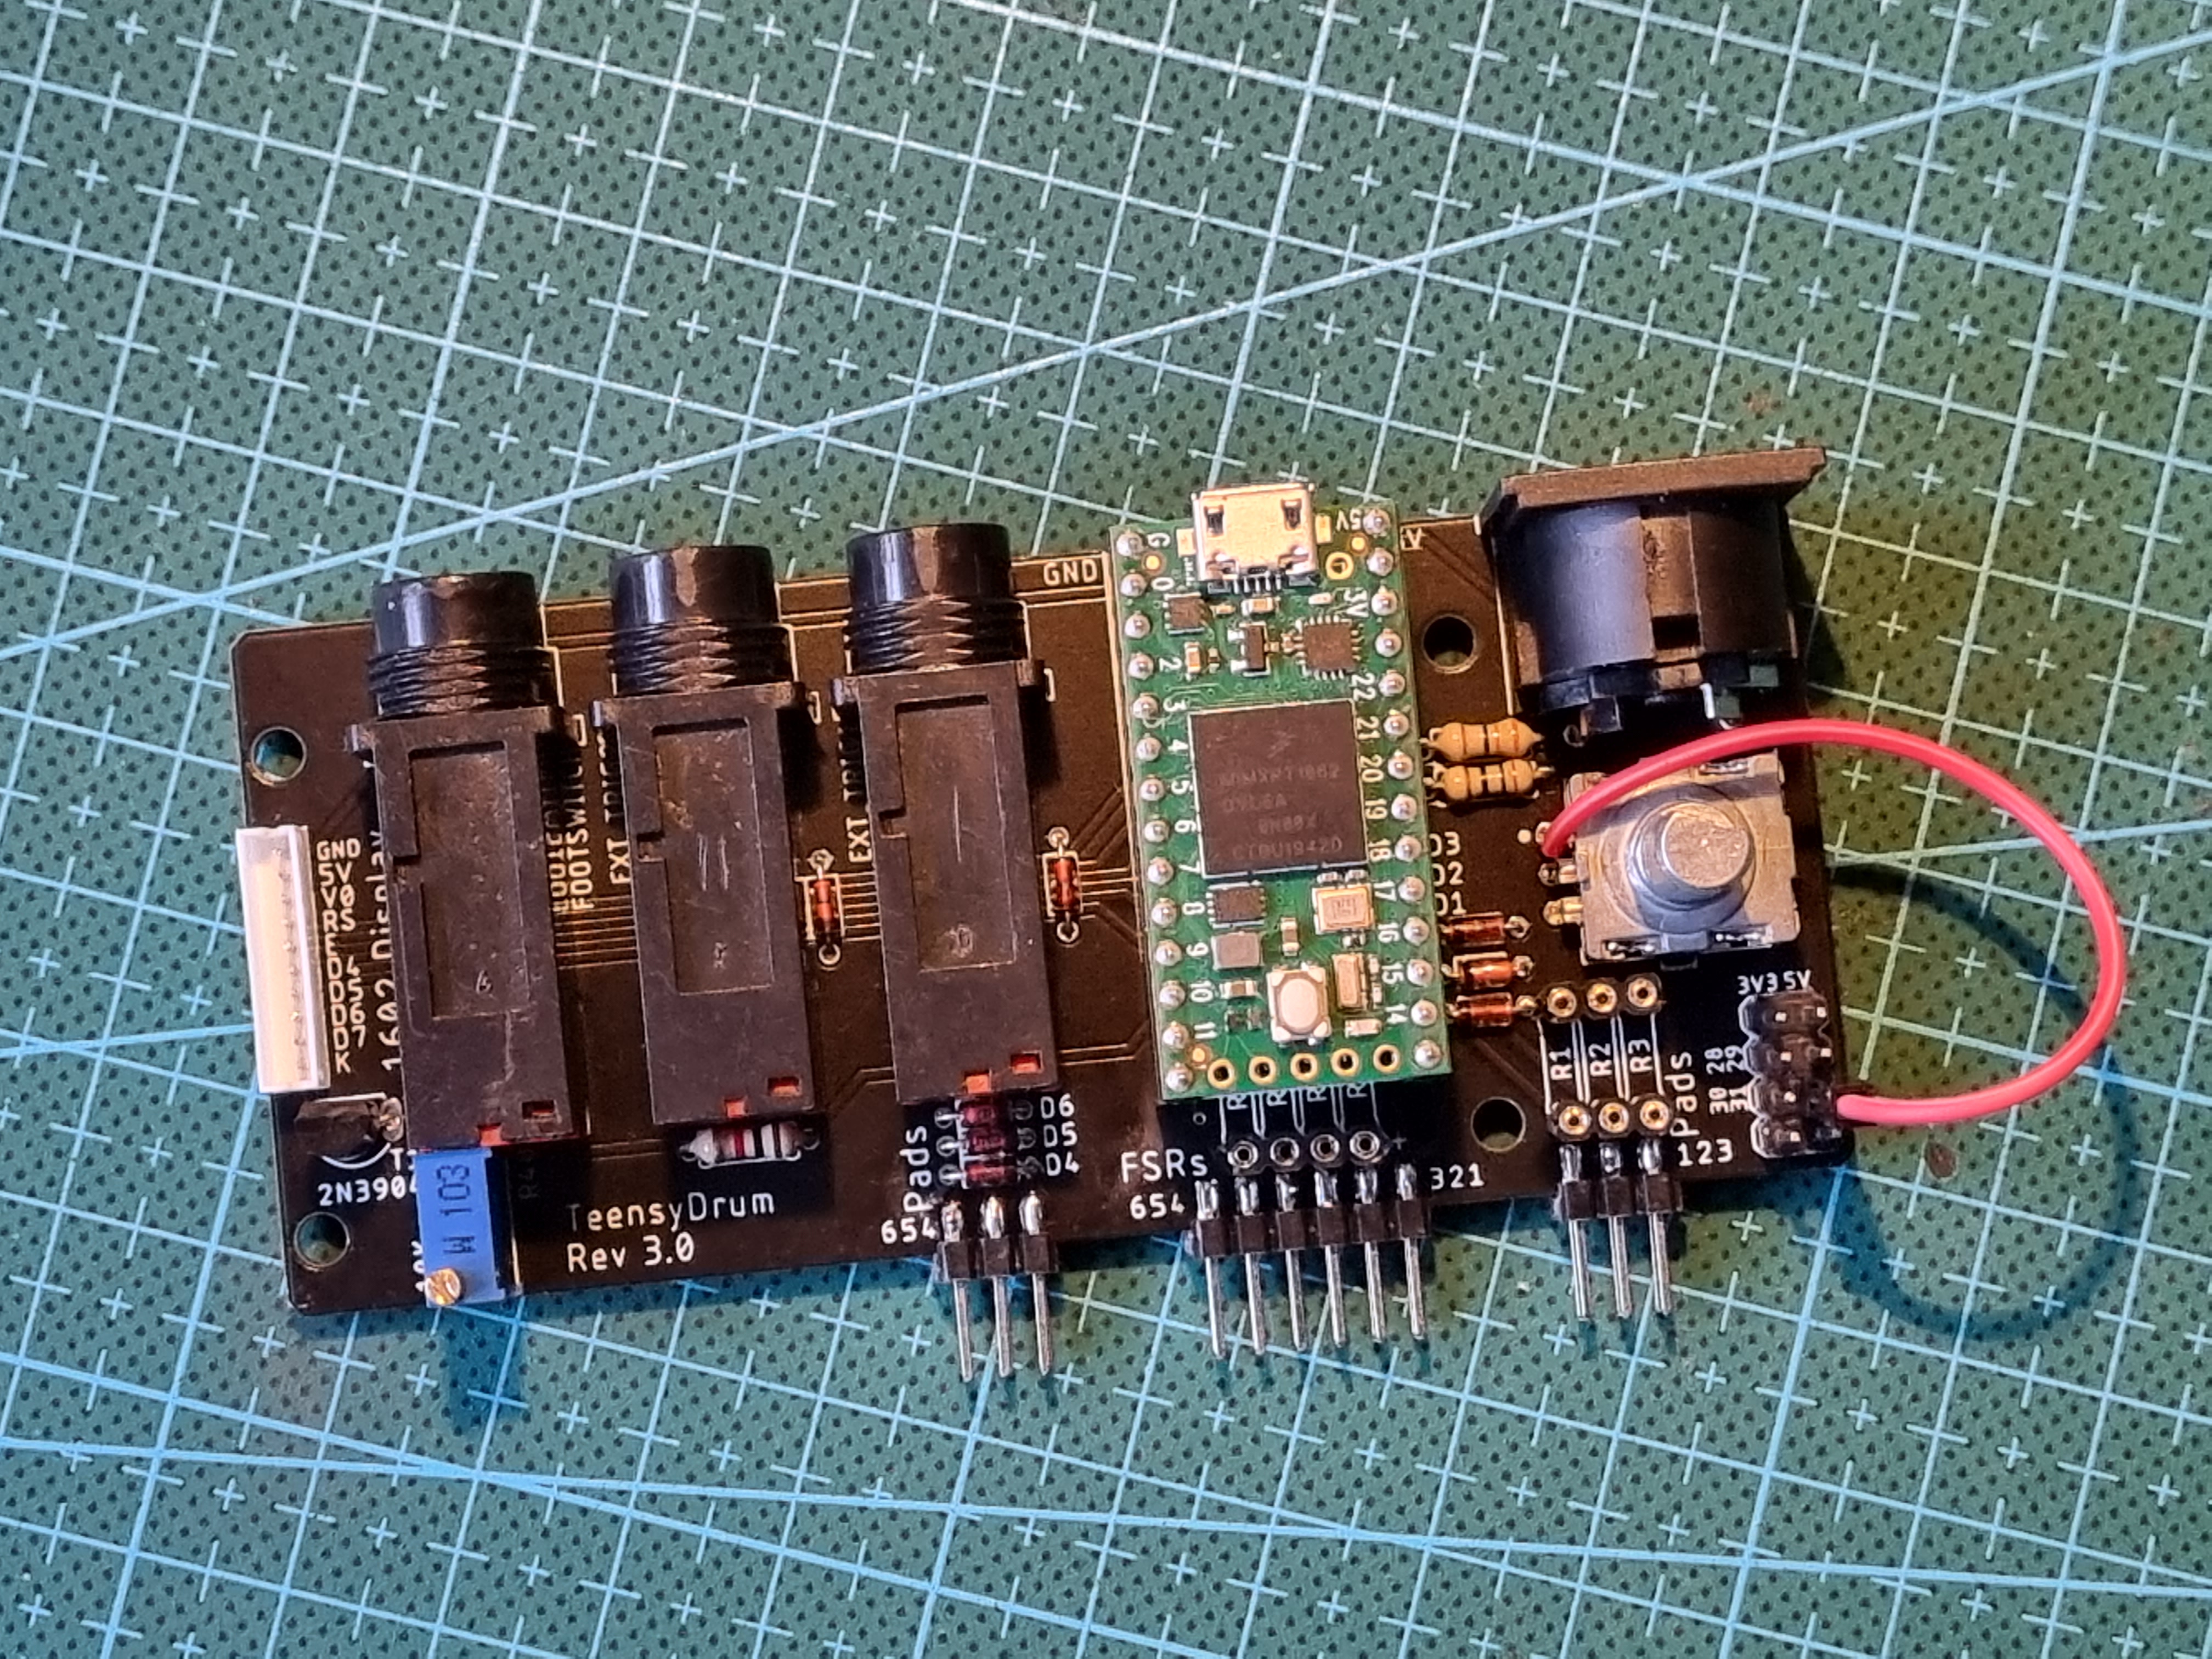 GND
5V
V0
RS
E
D4
D5
D6
D7
K
1602 Display
FOOTSWITC
EXT TRIGG
EXT TRIG
GND
5V
G
0
2
3
4
5
6
7
8
9
10
11
3V
22
21
20
19
18
17
16
15
14
D3
D2
D1
3V3 5V
28
29
30
31
R1
R2
R3
Pads
123
2N3904
W 103
TeensyDrum
Rev 3.0
Pads
654
D6
D5
D4
FSRs
654
321